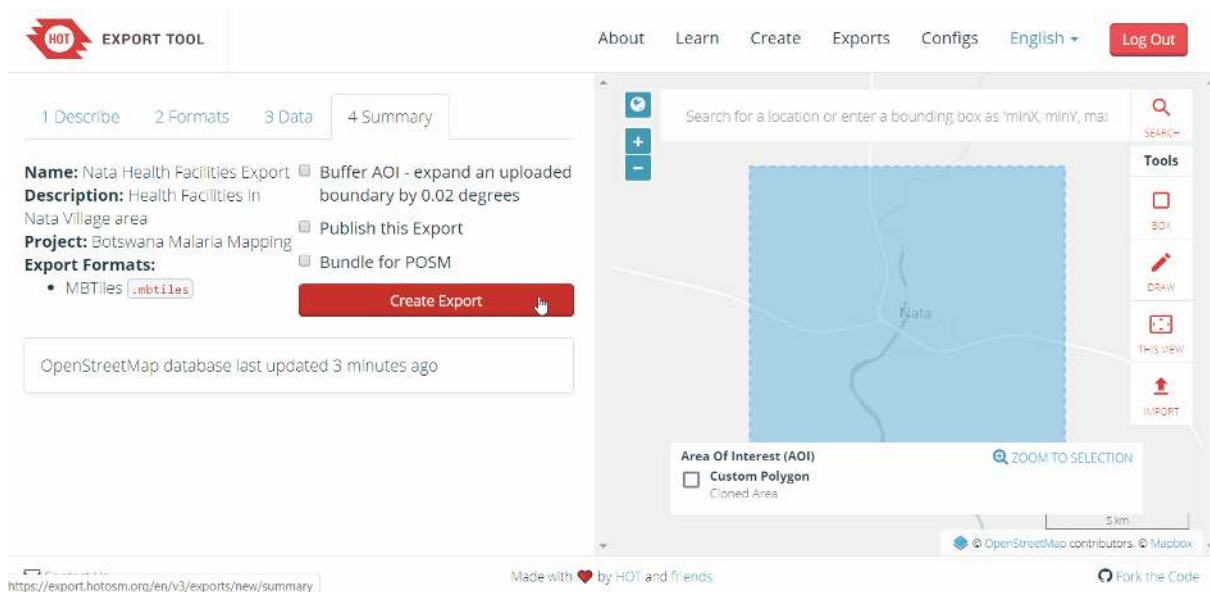 HOT EXPORT TOOL
About Learn Create Exports Configs English Log Out
1 Describe 2 Formats 3 Data 4 Summary
Name: Nata Health Facilities Export
Description: Health Facilities in
Nata Village area
Project: Botswana Malaria Mapping
Export Formats:
MBTiles .mbtiles
Buffer AOI - expand an uploaded
boundary by 0.02 degrees
Publish this Export
Bundle for POSM
Create Export
OpenStreetMap database last updated 3 minutes ago
+
−
Search for a location or enter a bounding box as 'minX, minY, max
SEARCH
Tools
BOX
DRAW
THIS VIEW
IMPORT
Nata
Area Of Interest (AOI)
ZOOM TO SELECTION
Custom Polygon
Cloned Area
5 km
© OpenStreetMap contributors. © Mapbox
https://export.hotosm.org/en/v3/exports/new/summary
Made with ❤ by HOT and friends
Fork the Code